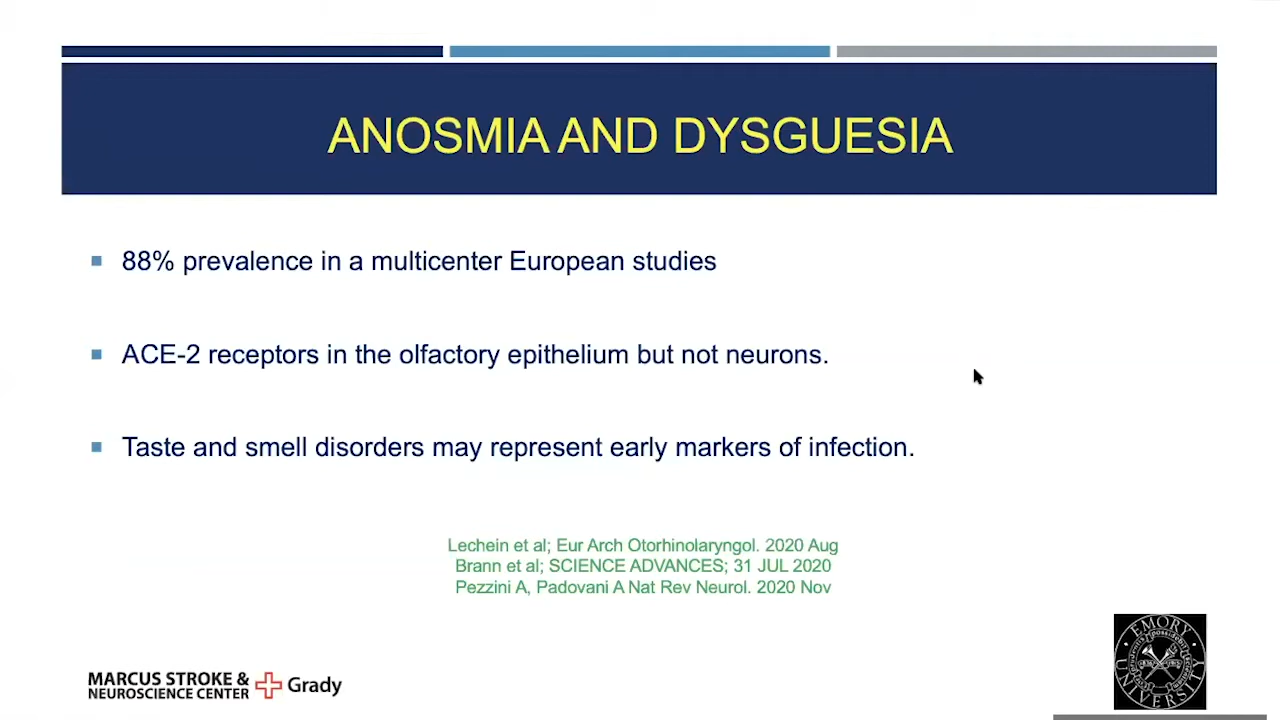 ANOSMIA AND DYSGUESIA
88% prevalence in a multicenter European studies
ACE-2 receptors in the olfactory epithelium but not neurons.
Taste and smell disorders may represent early markers of infection.
Lechein et al; Eur Arch Otorhinolaryngol. 2020 Aug
Brann et al; SCIENCE ADVANCES; 31 JUL 2020
Pezzini A, Padovani A Nat Rev Neurol. 2020 Nov
MARCUS STROKE &
NEUROSCIENCE CENTER
Grady
EMORY
UNIVERSITY